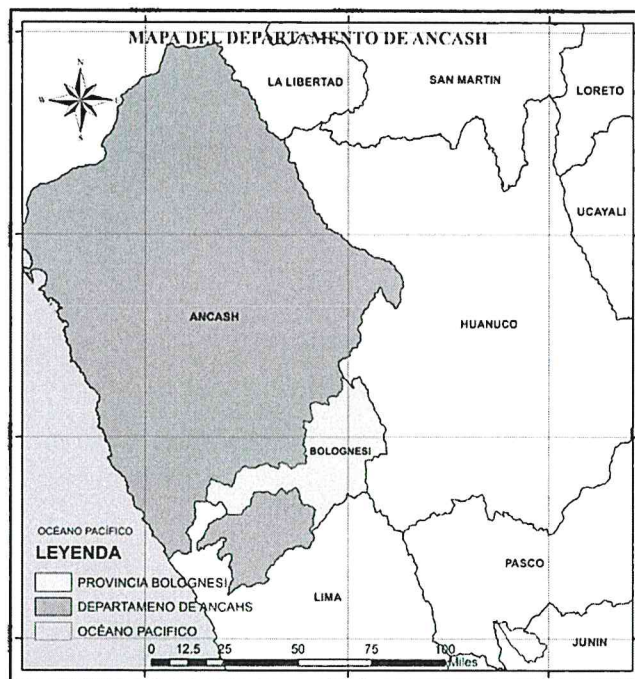 MAPA DEL DEPARTAMENTO DE ANCASH
N
W
S
LA LIBERTAD
SAN MARTIN
LORETO
UCAYALI
ANCASH
HUANUCO
BOLOGNESI
OCÉANO PACÍFICO
LEYENDA
PROVINCIA BOLOGNESI
DEPARTAMENO DE ANCAHS
OCÉANO PACIFICO
LIMA
PASCO
JUNIN
0 12.5 25 50 75 100
Miles